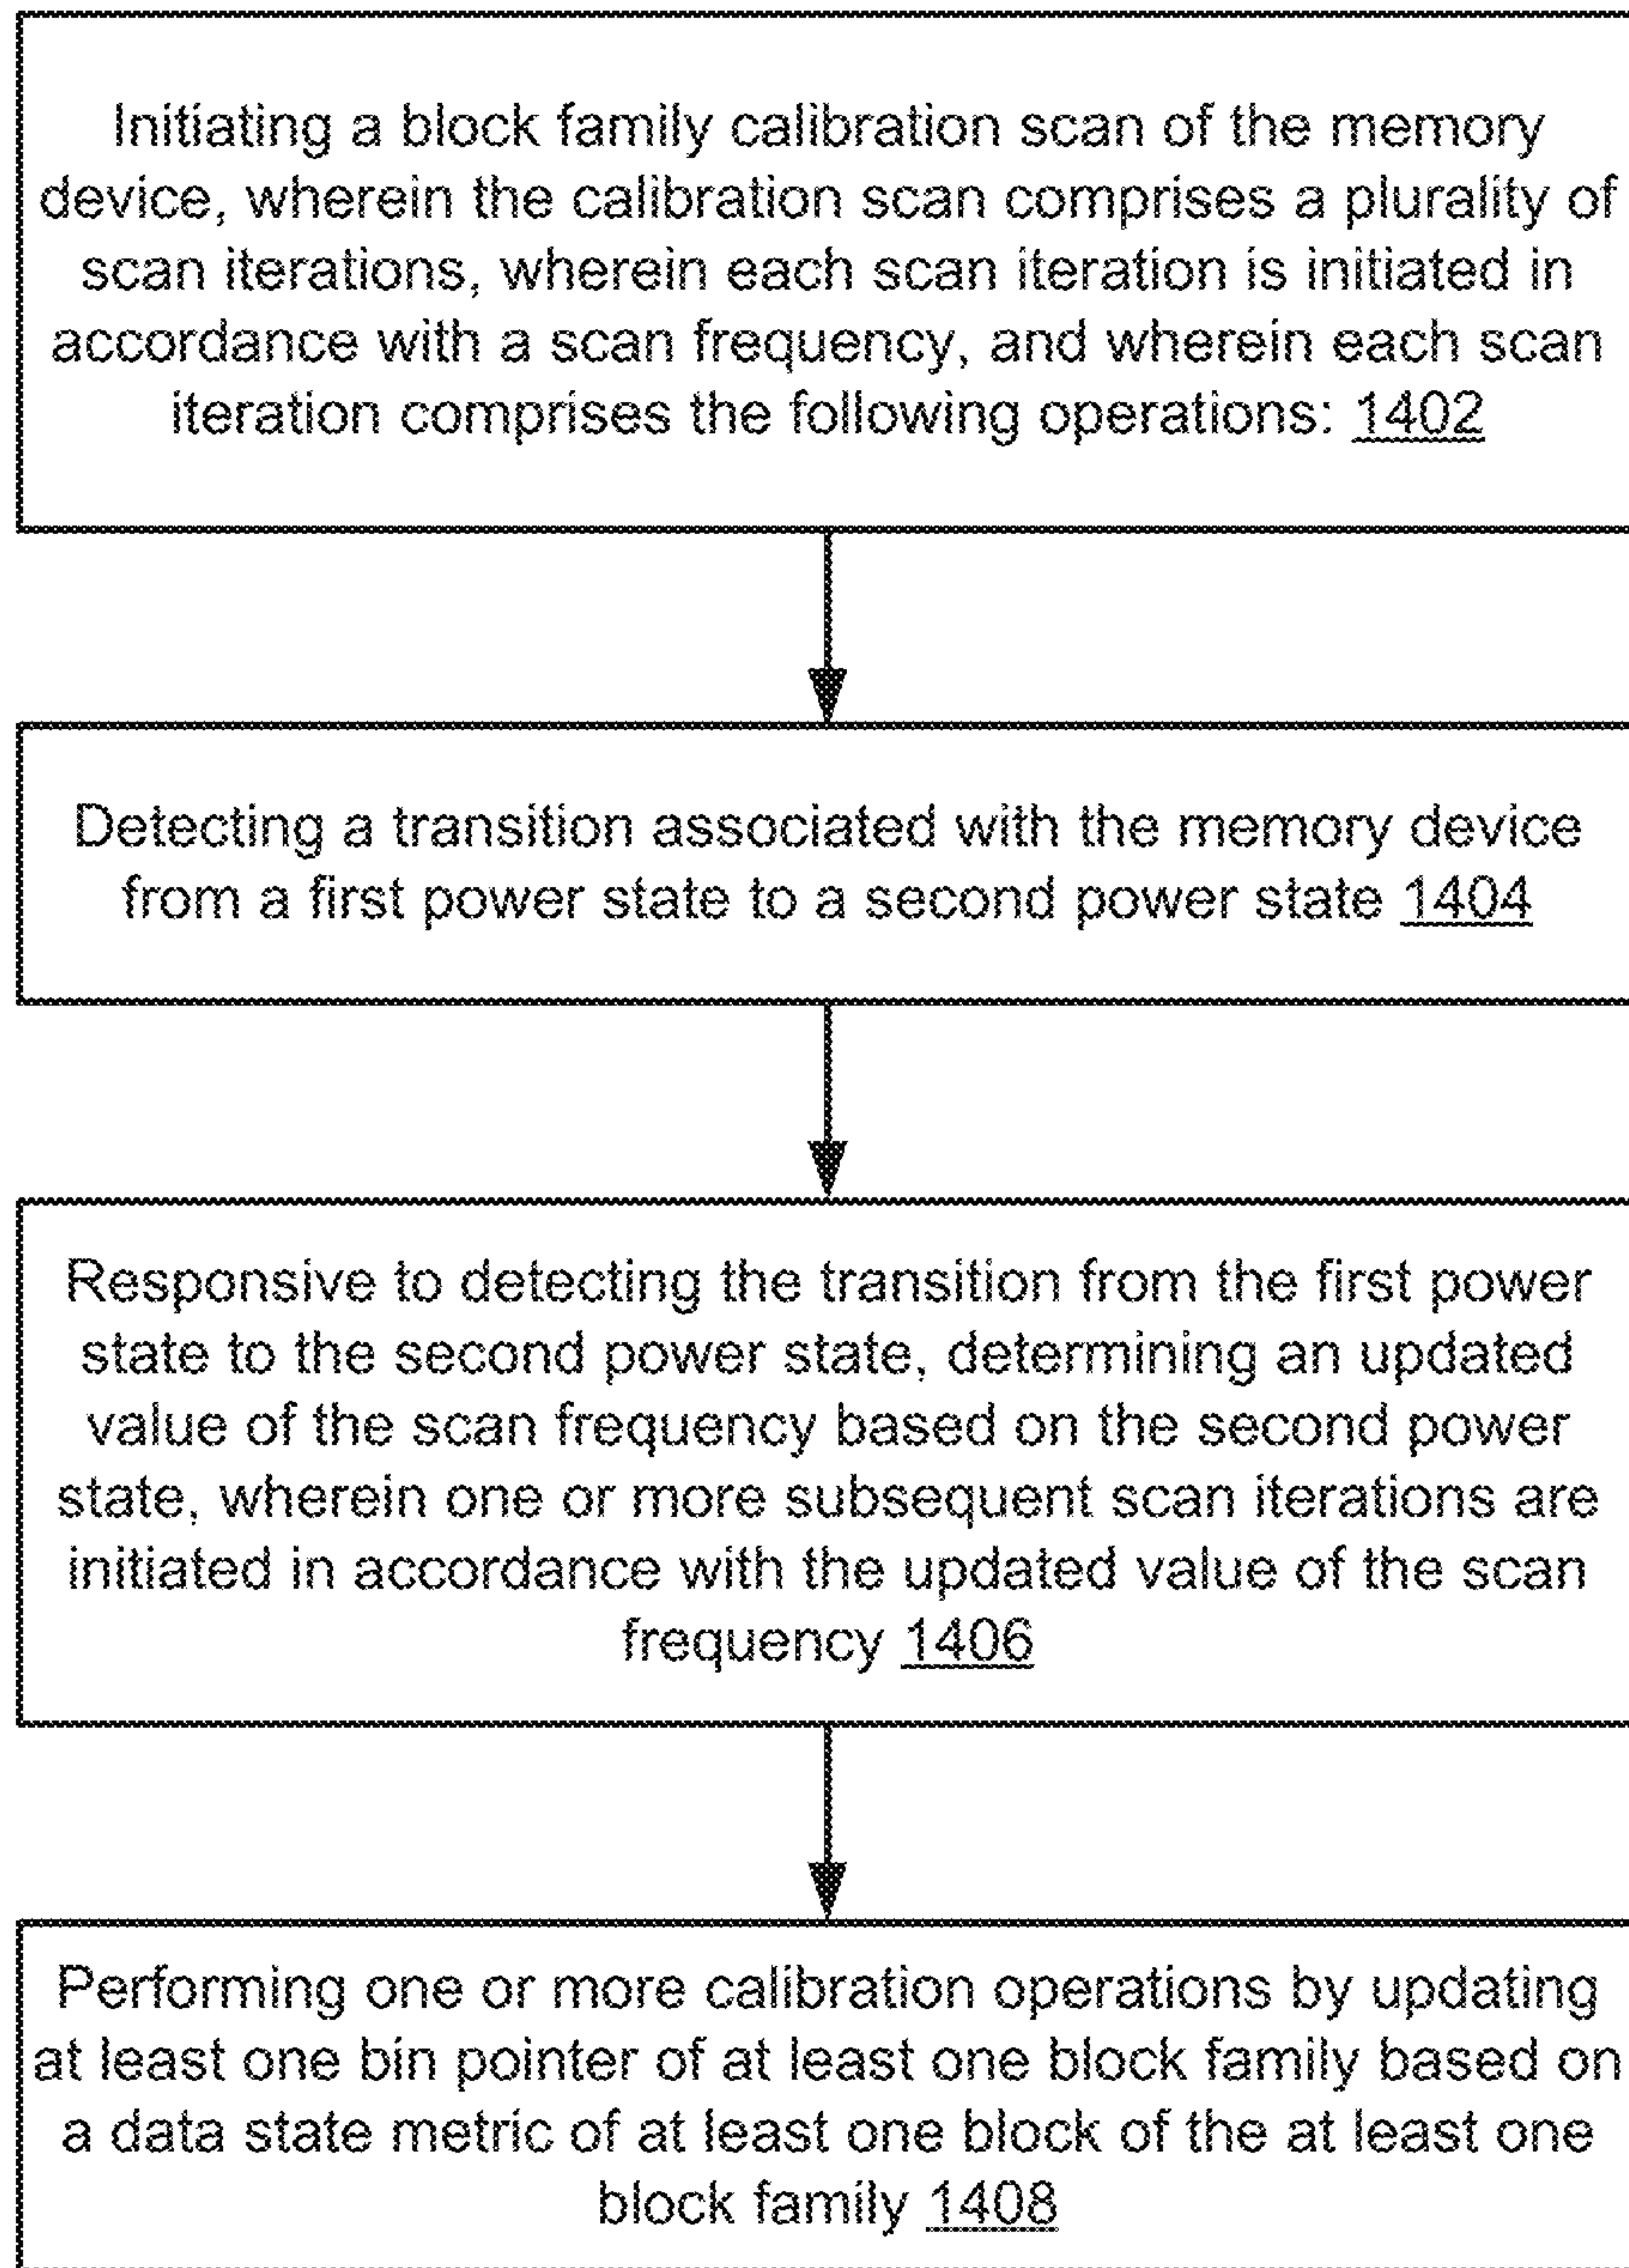 Initiating a block family calibration scan of the memory
device, wherein the calibration scan comprises a plurality of
scan iterations, wherein each scan iteration is initiated in
accordance with a scan frequency, and wherein each scan
iteration comprises the following operations: 1402
Detecting a transition associated with the memory device
from a first power state to a second power state 1404
Responsive to detecting the transition from the first power
state to the second power state, determining an updated
value of the scan frequency based on the second power
state, wherein one or more subsequent scan iterations are
initiated in accordance with the updated value of the scan
frequency 1406
Performing one or more calibration operations by updating
at least one bin pointer of at least one block family based on
a data state metric of at least one block of the at least one
block family 1408